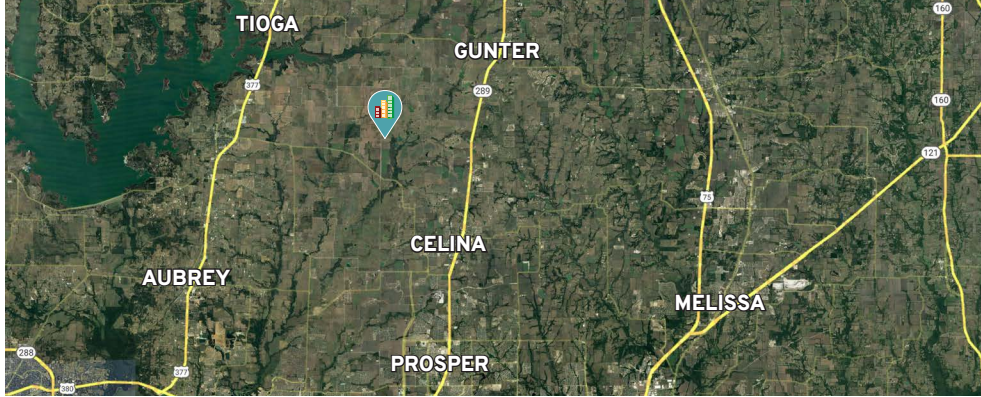 160
TIOGA
GUNTER
377
289
160
121
75
CELINA
AUBREY
MELISSA
288
PROSPER
377
380